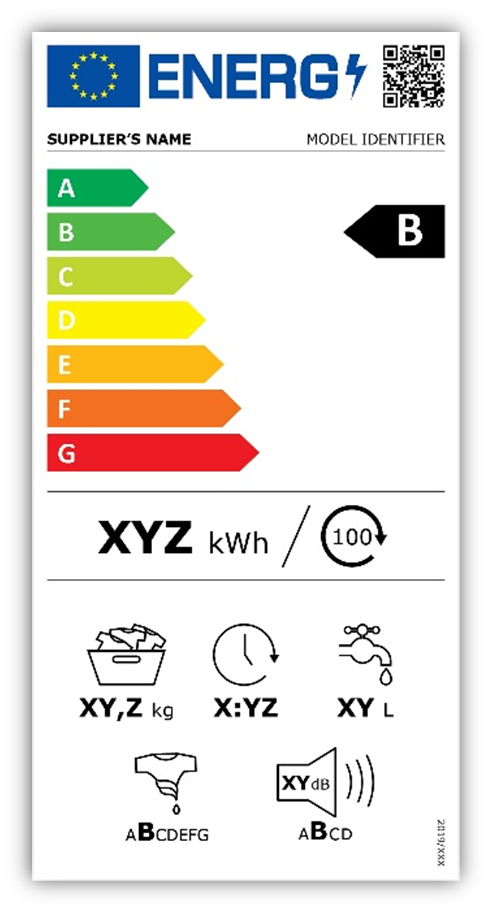 ENERG
SUPPLIER'S NAME
MODEL IDENTIFIER
A
B
B
C
D
E
F
G
XYZ kWh / 100
XY,Z kg
X:YZ
XY L
XY dB
ABCDEFG
ABCD
2019/XXX